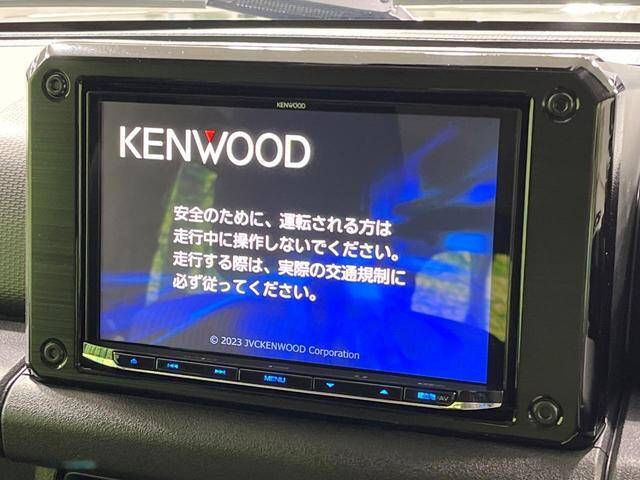 KENWOOD
KENWOOD
安全のために、運転される方は
走行中に操作しないでください。
走行する際は、実際の交通規制に
必ず従ってください。
© 2023 JVCKENWOOD Corporation
MENU
現在地/AV